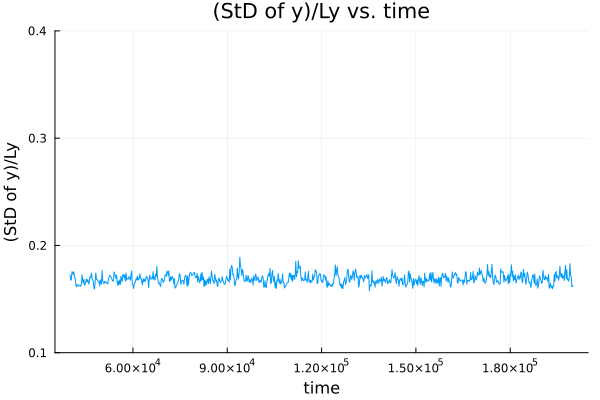 (StD of y)/Ly vs. time
0.4
0.3
0.2
0.1
(StD of y)/Ly
6.00×10⁴ 9.00×10⁴ 1.20×10⁵ 1.50×10⁵ 1.80×10⁵
time